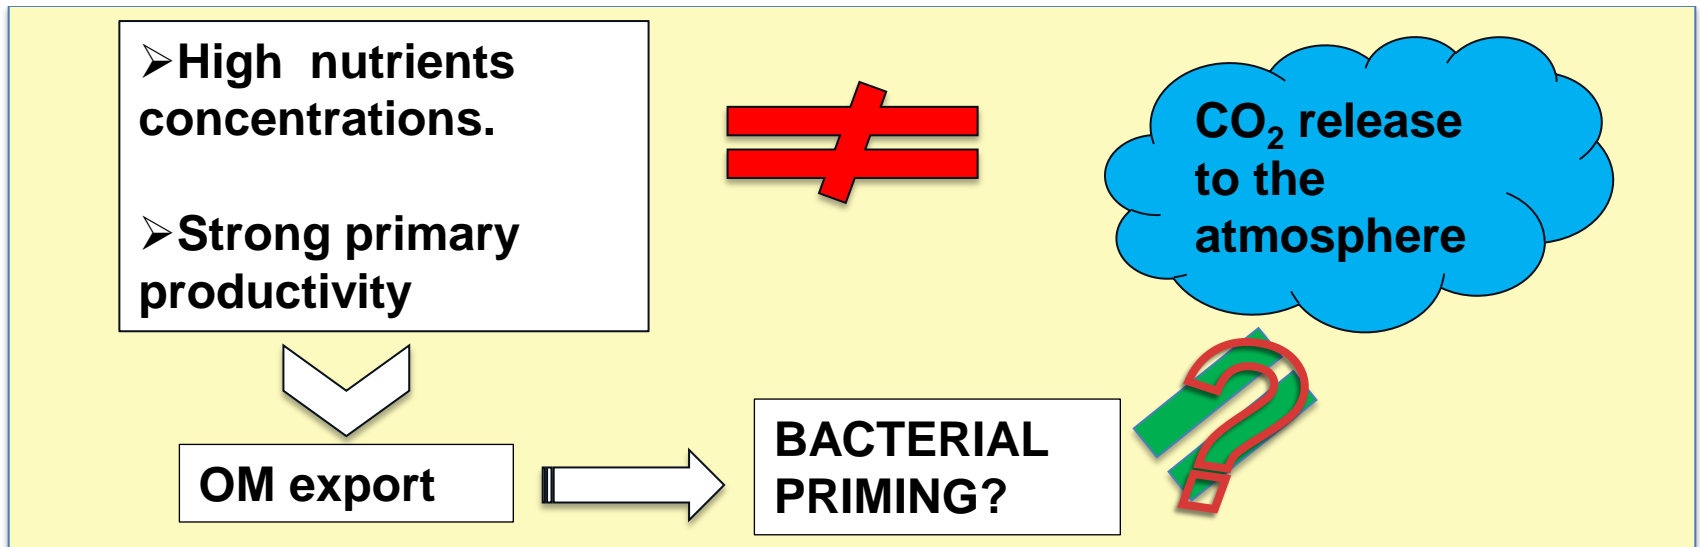 ➢High nutrients
concentrations.
➢Strong primary
productivity
≠
CO₂ release
to the
atmosphere
OM export
BACTERIAL
PRIMING?
?